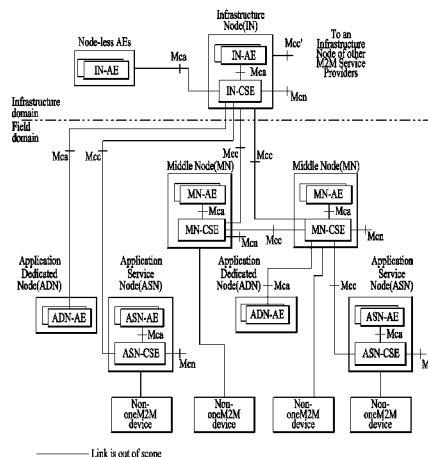 Infrastructure
Node(IN)
Node-less AEs
Mca
IN-AE
IN-AE
Mca
IN-CSE
Mcc'
Mcn
To an
Infrastructure
Node of other
M2M Service
Providers
Infrastructure
domain
Field
domain
Mca
Mcc
Mcc
Mcc
Middle Node(MN)
Middle Node(MN)
MN-AE
MN-AE
Mca
Mca
MN-CSE
MN-CSE
Mcn
Mcc
Mcn
Application
Dedicated
Node(ADN)
Application
Service
Node(ASN)
Application
Dedicated
Node(ADN)
Mca
Mcc
Application
Service
Node(ASN)
ADN-AE
ASN-AE
ADN-AE
ASN-AE
Mca
Mca
ASN-CSE
Mcn
ASN-CSE
Non-
oneM2M
device
Non-
oneM2M
device
Non-
oneM2M
device
Non-
oneM2M
device
Link is out of scope